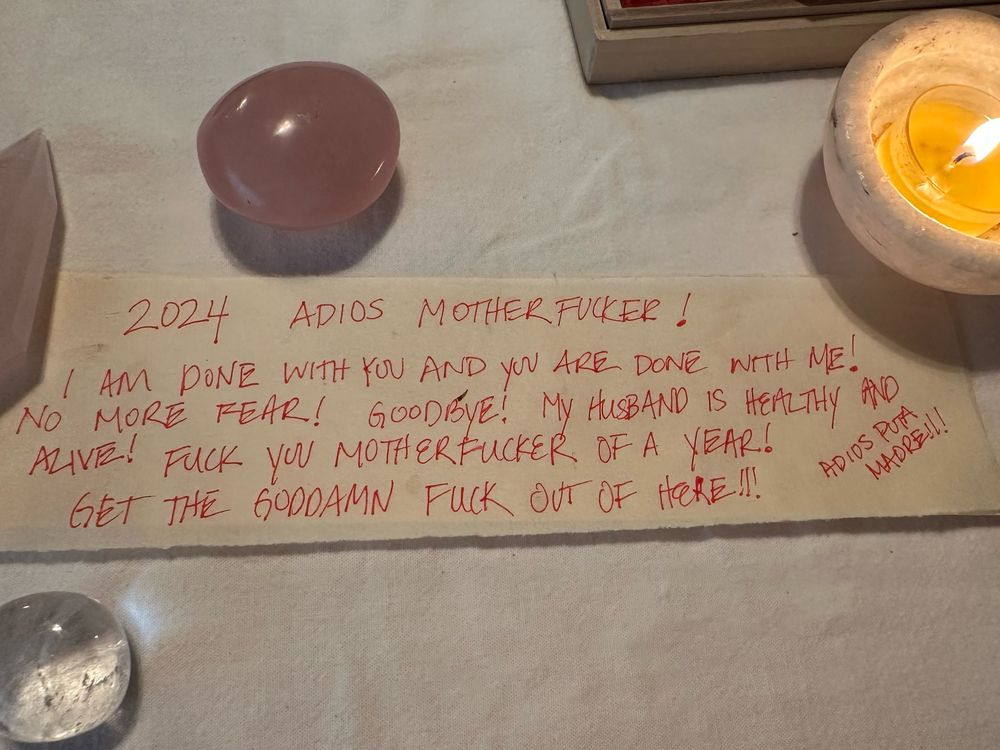 2024 ADIOS MOTHERFUCKER!
I AM DONE WITH YOU AND YOU ARE DONE WITH ME!
NO MORE FEAR! GOODBYE! MY HUSBAND IS HEALTHY AND
ALIVE! FUCK YOU MOTHERFUCKER OF A YEAR!
GET THE GODDAMN FUCK OUT OF HERE!!!
ADIOS PUTA
MADRE!!!